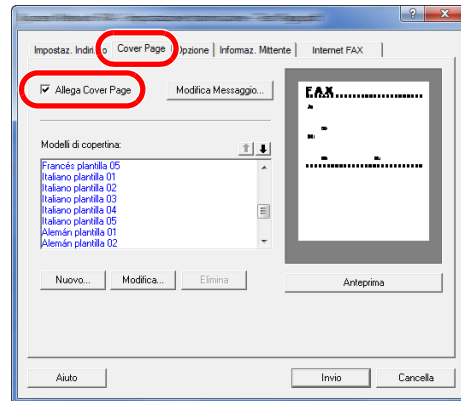 Impostaz. Indiri o Cover Page Opzione Informaz. Mittente Internet FAX
Allega Cover Page Modifica Messaggio...
FAX
Modelli di copertina:
Francés plantilla 05
Italiano plantilla 01
Italiano plantilla 02
Italiano plantilla 03
Italiano plantilla 04
Italiano plantilla 05
Alemán plantilla 01
Alemán plantilla 02
Nuovo... Modifica... Elimina Anteprima
Aiuto Invio Cancella